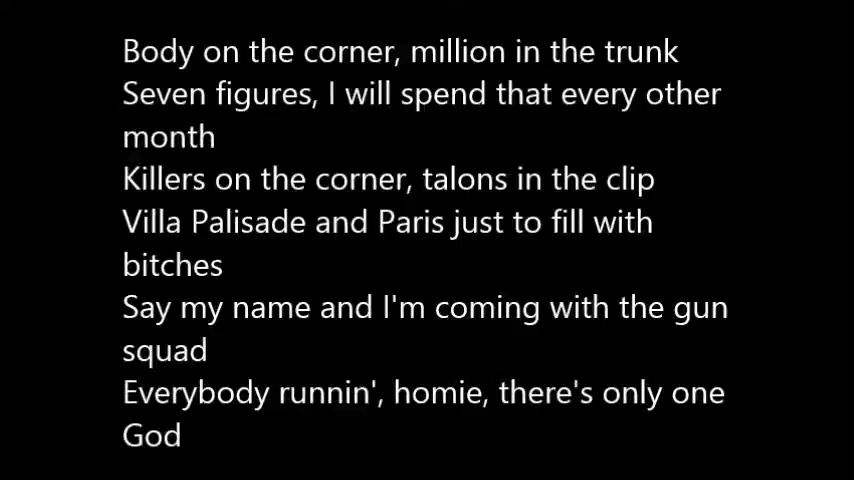 Body on the corner, million in the trunk
Seven figures, I will spend that every other
month
Killers on the corner, talons in the clip
Villa Palisade and Paris just to fill with
bitches
Say my name and I'm coming with the gun
squad
Everybody runnin', homie, there's only one
God